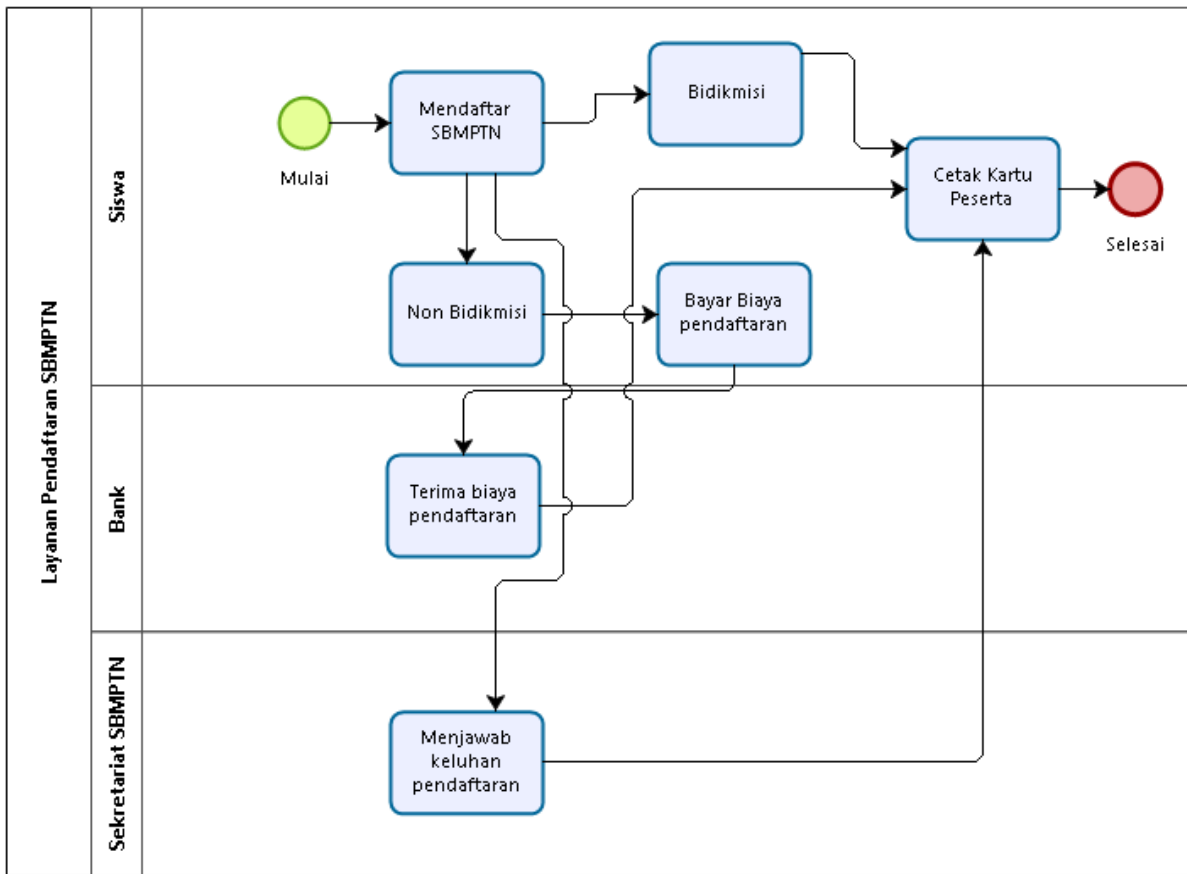 Layanan Pendaftaran SBMPTN
Siswa
Mulai
Mendaftar
SBMPTN
Bidikmisi
Cetak Kartu
Peserta
Selesai
Non Bidikmisi
Bayar Biaya
pendaftaran
Bank
Terima biaya
pendaftaran
Sekretariat SBMPTN
Menjawab
keluhan
pendaftaran